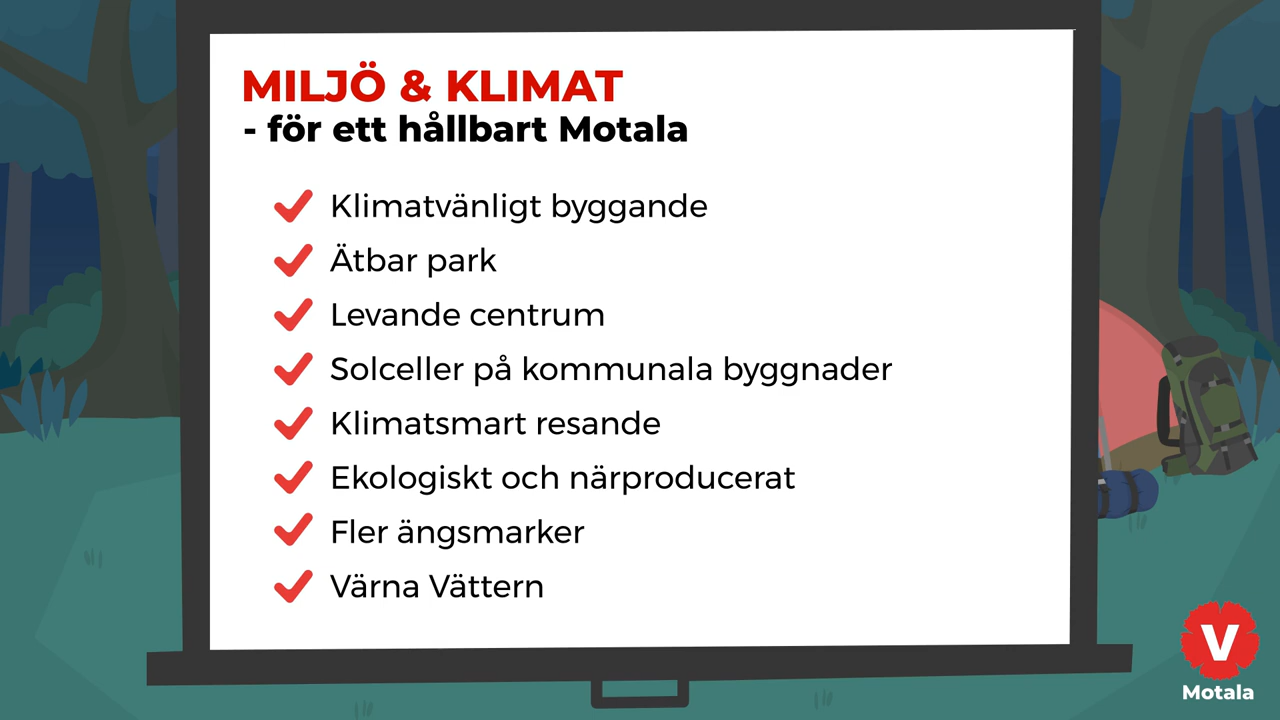 MILJÖ & KLIMAT
- för ett hållbart Motala
Klimatvänligt byggande
Ätbar park
Levande centrum
Solceller på kommunala byggnader
Klimatsmart resande
Ekologiskt och närproducerat
Fler ängsmarker
Värna Vättern
V
Motala